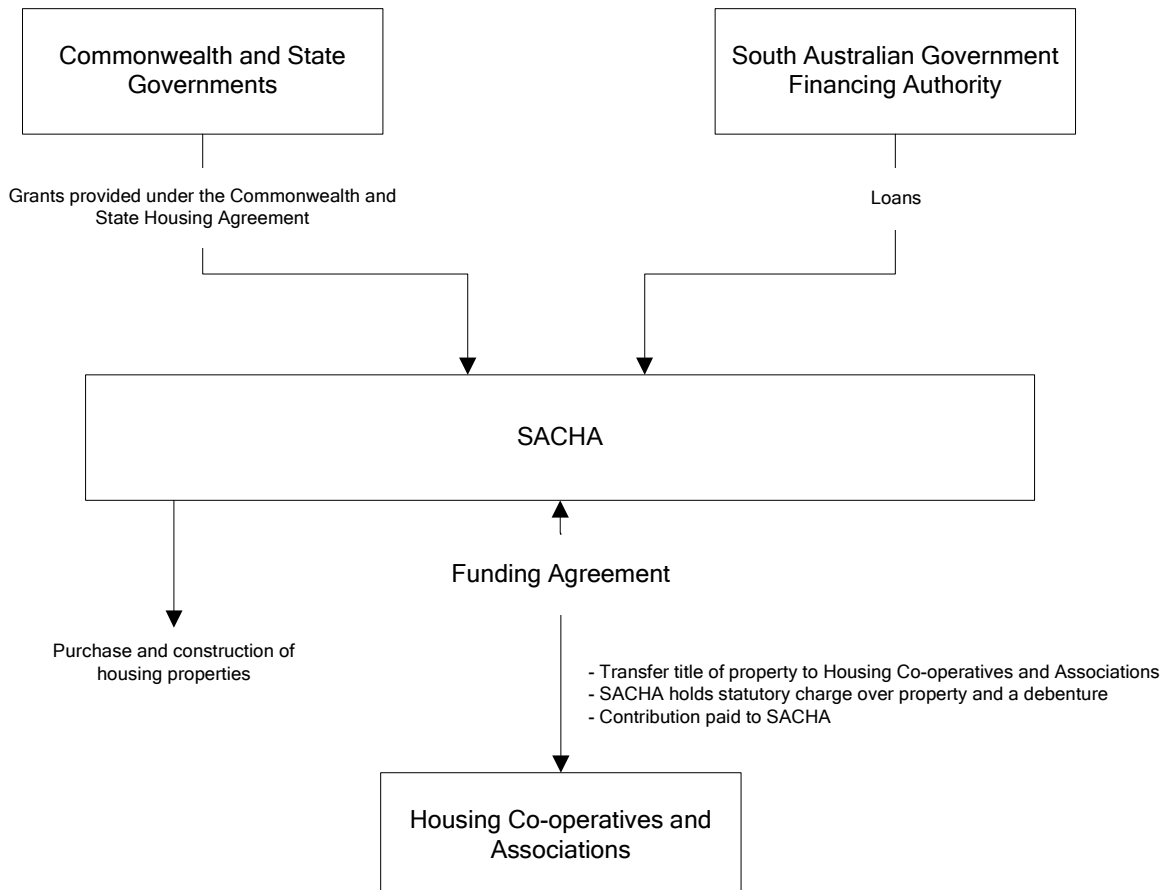 Commonwealth and State
Governments
South Australian Government
Financing Authority
Grants provided under the Commonwealth and
State Housing Agreement
Loans
SACHA
Funding Agreement
Purchase and construction of
housing properties
- Transfer title of property to Housing Co-operatives and Associations
- SACHA holds statutory charge over property and a debenture
- Contribution paid to SACHA
Housing Co-operatives and
Associations